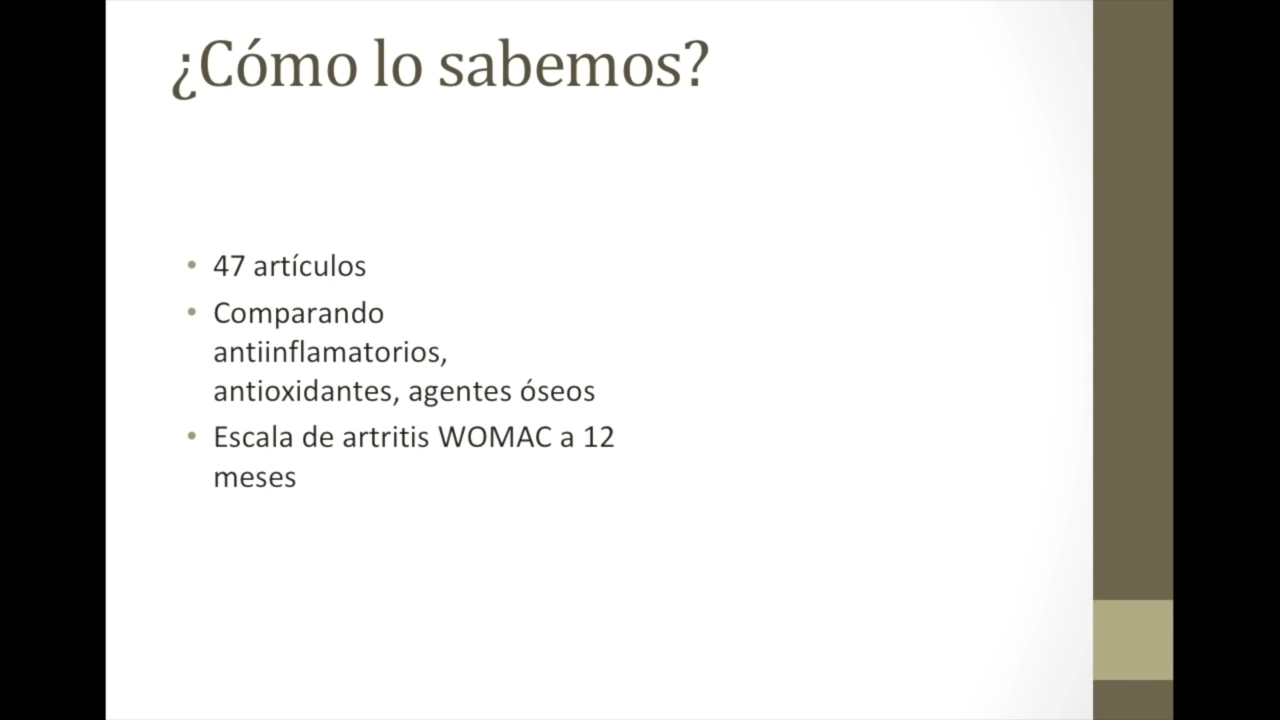 ¿Cómo lo sabemos?
• 47 artículos
• Comparando
antiinflamatorios,
antioxidantes, agentes óseos
• Escala de artritis WOMAC a 12
meses